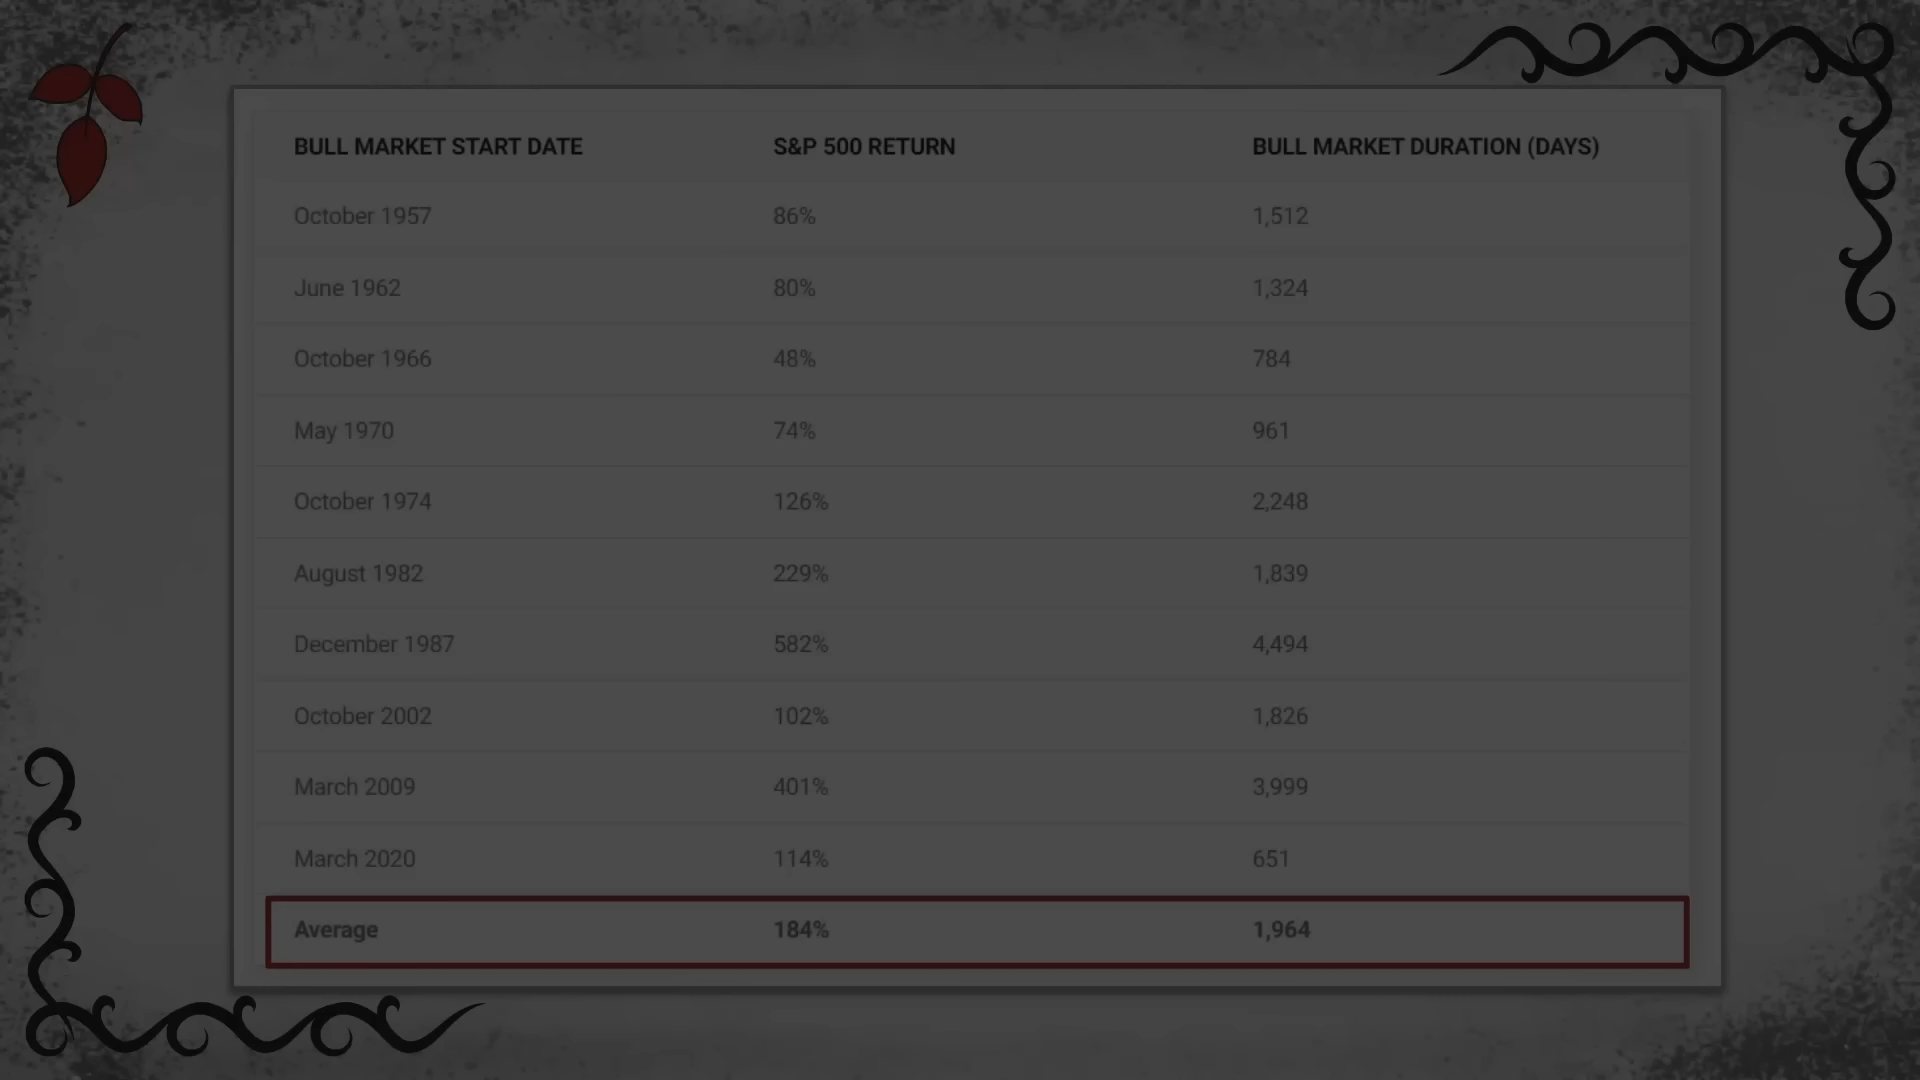 BULL MARKET START DATE S&P 500 RETURN BULL MARKET DURATION (DAYS)
October 1957 86% 1,512
June 1962 80% 1,324
October 1966 48% 784
May 1970 74% 961
October 1974 126% 2,248
August 1982 229% 1,839
December 1987 582% 4,494
October 2002 102% 1,826
March 2009 401% 3,999
March 2020 114% 651
Average 184% 1,964